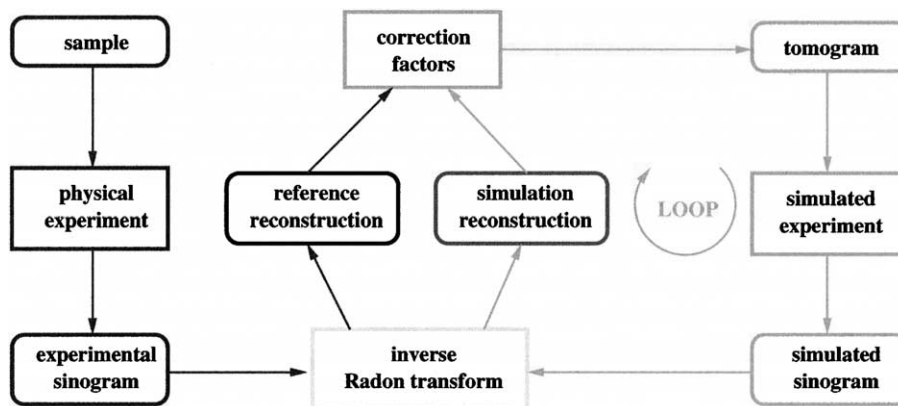 sample
correction
factors
tomogram
physical
experiment
reference
reconstruction
simulation
reconstruction
LOOP
simulated
experiment
experimental
sinogram
inverse
Radon transform
simulated
sinogram